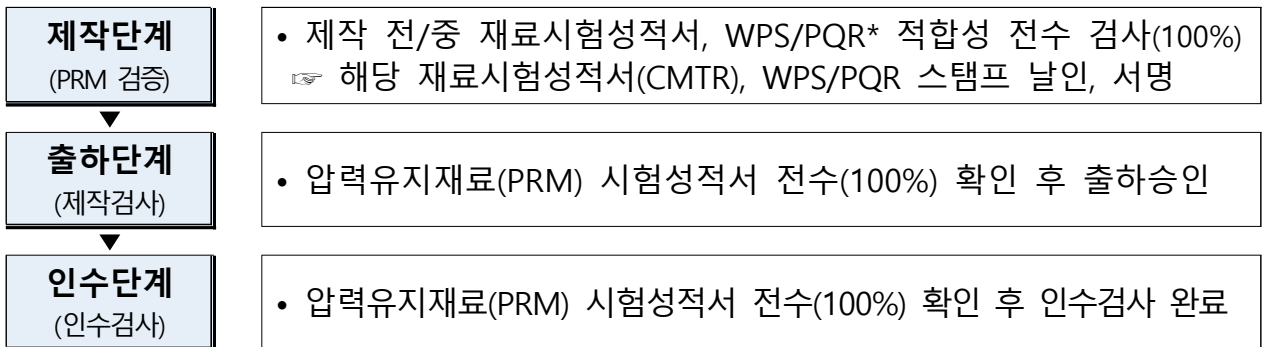 제작단계
(PRM 검증)
• 제작 전/중 재료시험성적서, WPS/PQR* 적합성 전수 검사(100%)
☞ 해당 재료시험성적서(CMTR), WPS/PQR 스탬프 날인, 서명
▼
출하단계
(제작검사)
• 압력유지재료(PRM) 시험성적서 전수(100%) 확인 후 출하승인
▼
인수단계
(인수검사)
• 압력유지재료(PRM) 시험성적서 전수(100%) 확인 후 인수검사 완료